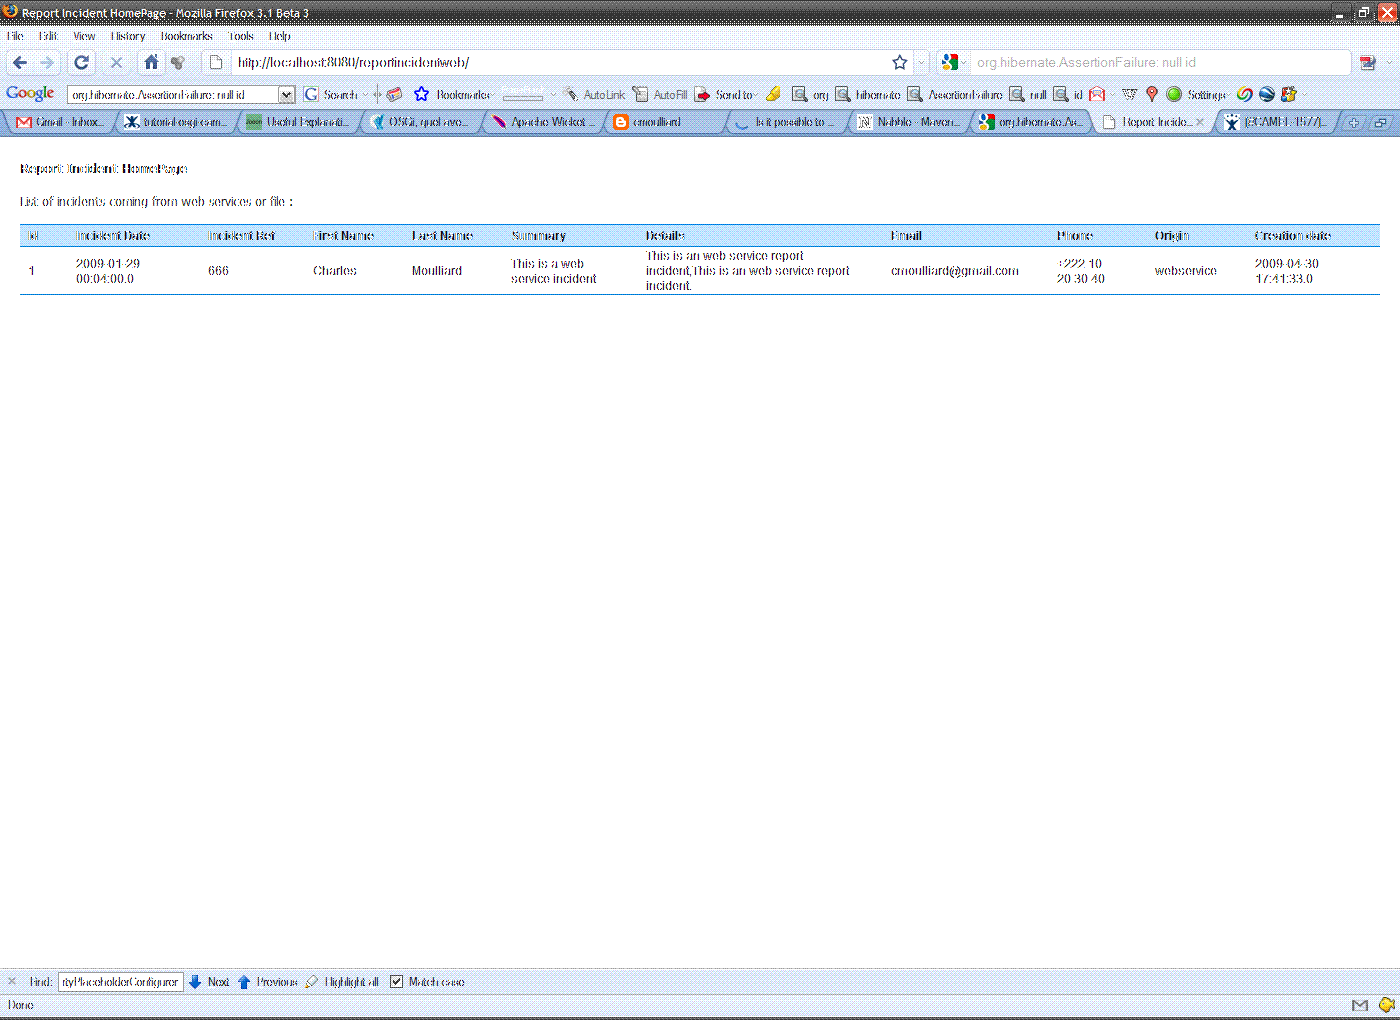 Report Incident HomePage - Mozilla Firefox 3.1 Beta 3
File Edit View History Bookmarks Tools Help
http://localhost:8080/reportincidentweb/ org.hibernate.AssertionFailure: null id
Google org.hibernate.AssertionFailure: null id Search Bookmarks AutoLink AutoFill Send to org hibernate AssertionFailure null id Settings
Gmail - Inbox... tutorial-osgi-cam... Useful Explanati... OSGi, quel ave... Apache Wicket ... cmoulliard Is it possible to ... Nabble - Maven... org.hibernate.As... Report Incide... [#CAMEL-1577]...
Report Incident HomePage
List of incidents coming from web services or file :
Id Incident Date Incident Ref First Name Last Name Summary Details Email Phone Origin Creation date
1 2009-01-29 00:04:00.0 666 Charles Moulliard This is a web service incident This is an web service report incident,This is an web service report incident. cmoulliard@gmail.com +222 10 20 30 40 webservice 2009-04-30 17:41:33.0
Find: rtyPlaceholderConfigurer Next Previous Highlight all Match case
Done